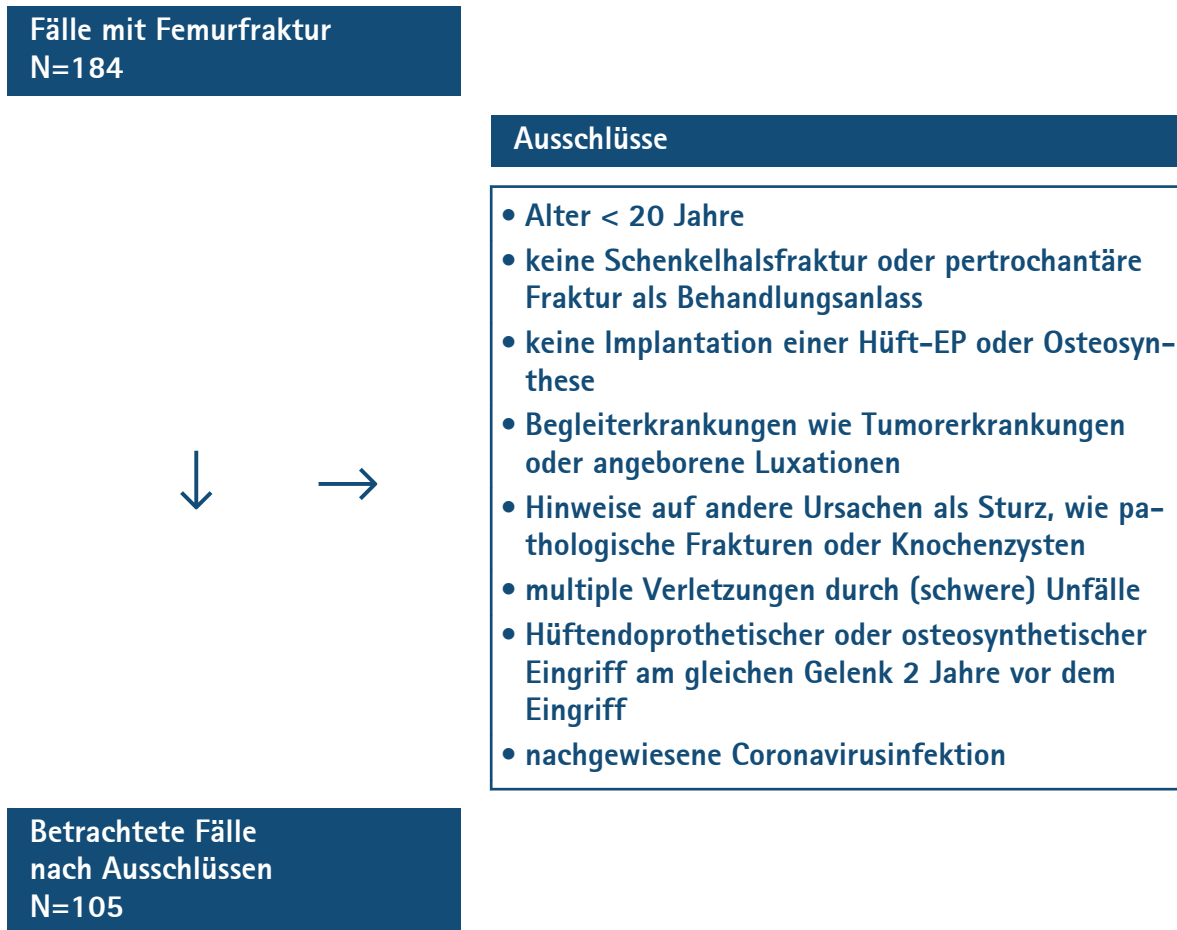 Fälle mit Femurfraktur
N=184
Ausschlüsse
• Alter < 20 Jahre
• keine Schenkelhalsfraktur oder pertrochantäre
Fraktur als Behandlungsanlass
• keine Implantation einer Hüft-EP oder Osteosyn-
these
• Begleiterkrankungen wie Tumorerkrankungen
oder angeborene Luxationen
• Hinweise auf andere Ursachen als Sturz, wie pa-
thologische Frakturen oder Knochenzysten
• multiple Verletzungen durch (schwere) Unfälle
• Hüftendoprothetischer oder osteosynthetischer
Eingriff am gleichen Gelenk 2 Jahre vor dem
Eingriff
• nachgewiesene Coronavirusinfektion
Betrachtete Fälle
nach Ausschlüssen
N=105